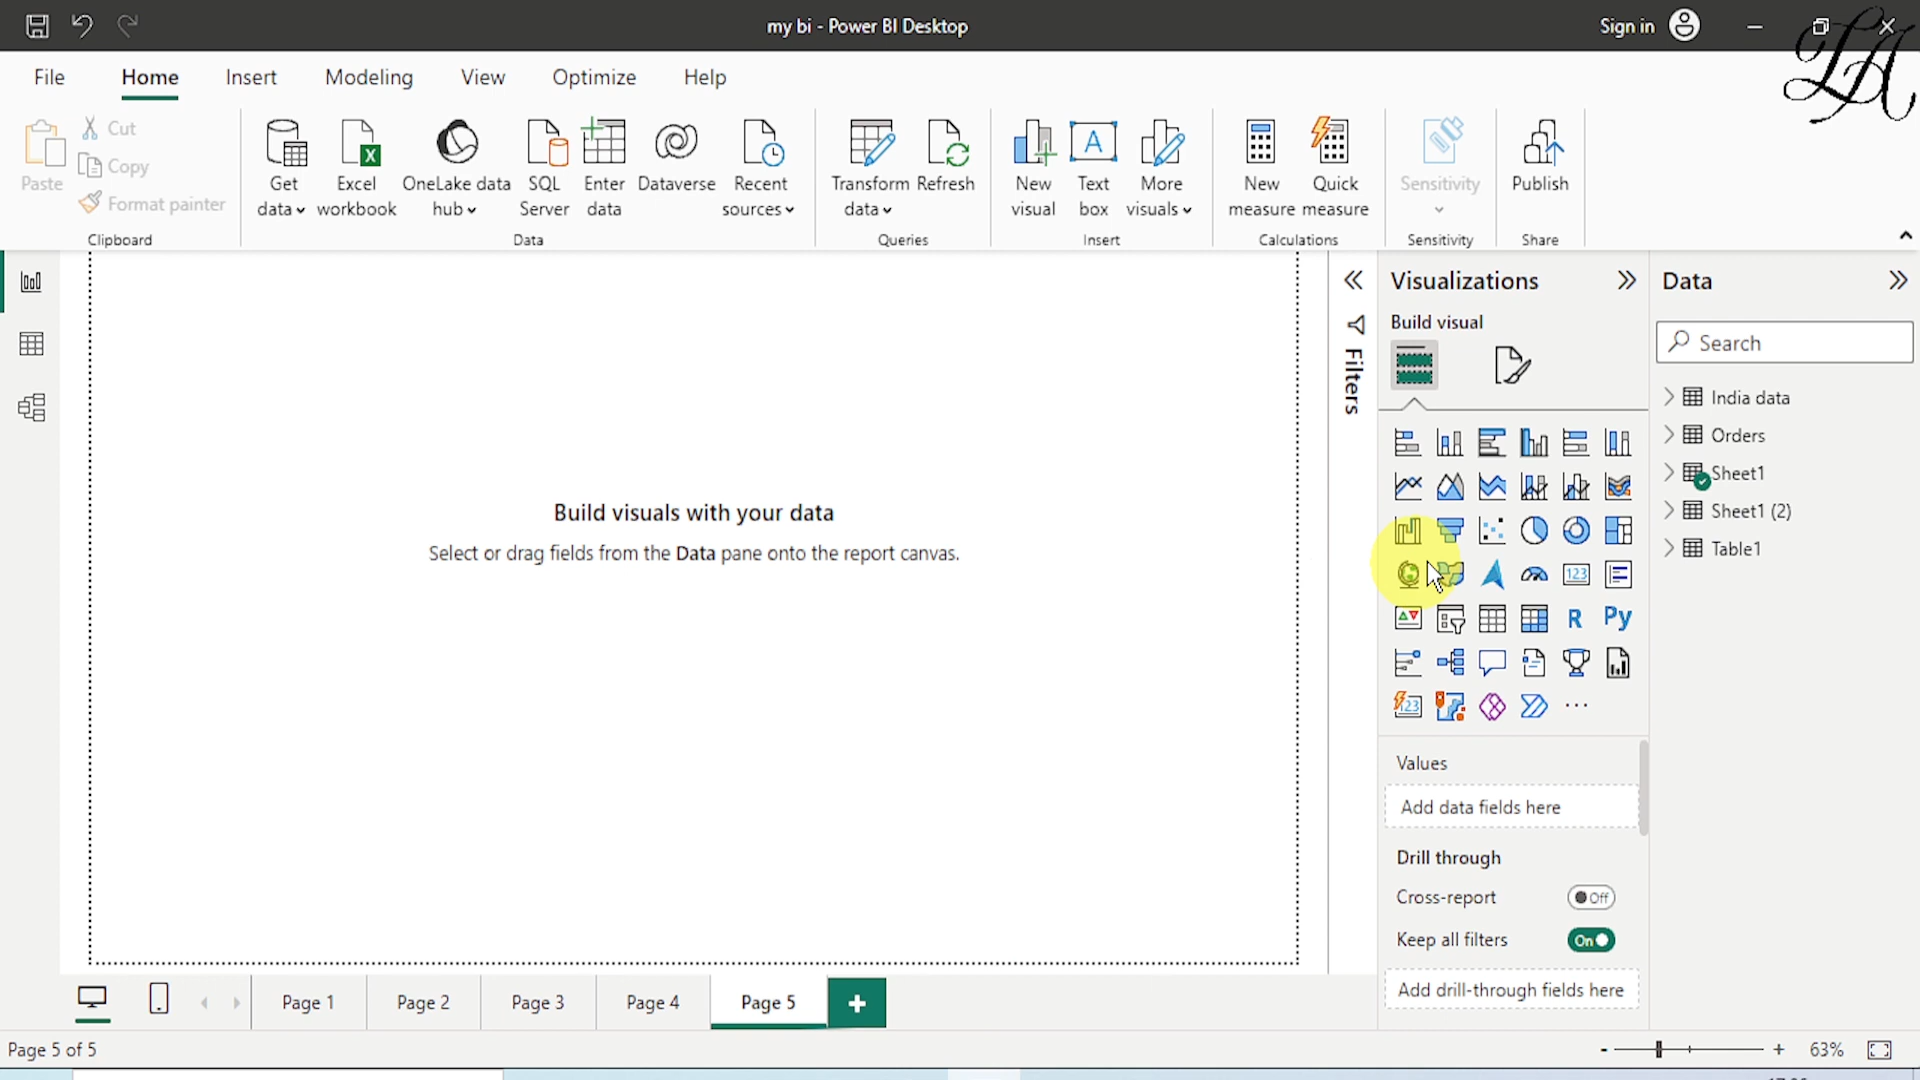 my bi - Power BI Desktop
Sign in
LA
File Home Insert Modeling View Optimize Help
Paste
Cut
Copy
Format painter
Clipboard
Get data
Excel workbook
OneLake data hub
SQL Server
Enter data
Dataverse
Recent sources
Data
Transform data
Refresh
Queries
New visual
A
Text box
More visuals
Insert
New measure
Quick measure
Calculations
Sensitivity
Sensitivity
Publish
Share
Build visuals with your data
Select or drag fields from the Data pane onto the report canvas.
Filters
Visualizations
Build visual
123
R
Py
123
Values
Add data fields here
Drill through
Cross-report
Off
Keep all filters
On
Add drill-through fields here
Data
Search
India data
Orders
Sheet1
Sheet1 (2)
Table1
Page 1 Page 2 Page 3 Page 4 Page 5
Page 5 of 5
- + 63%